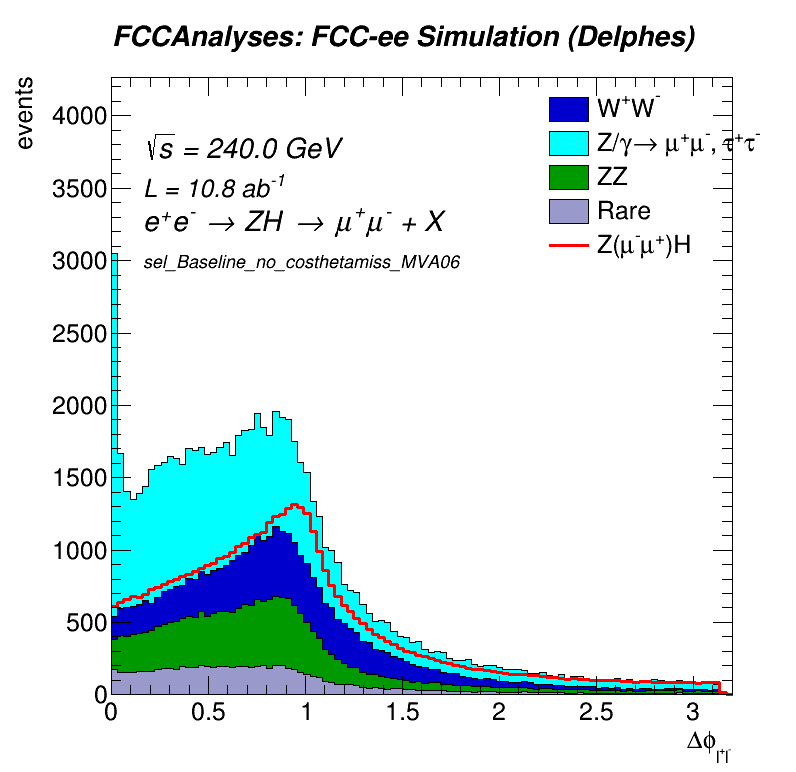 FCCAnalyses: FCC-ee Simulation (Delphes)
events
√s = 240.0 GeV
L = 10.8 ab⁻¹
e⁺e⁻ → ZH → μ⁺μ⁻ + X
sel_Baseline_no_costhetamiss_MVA06
W⁺W⁻
Z/γ→ μ⁺μ⁻, τ⁺τ⁻
ZZ
Rare
Z(μ⁻μ⁺)H
4000
3500
3000
2500
2000
1500
1000
500
0
0 0.5 1 1.5 2 2.5 3
Δϕ l⁺l⁻